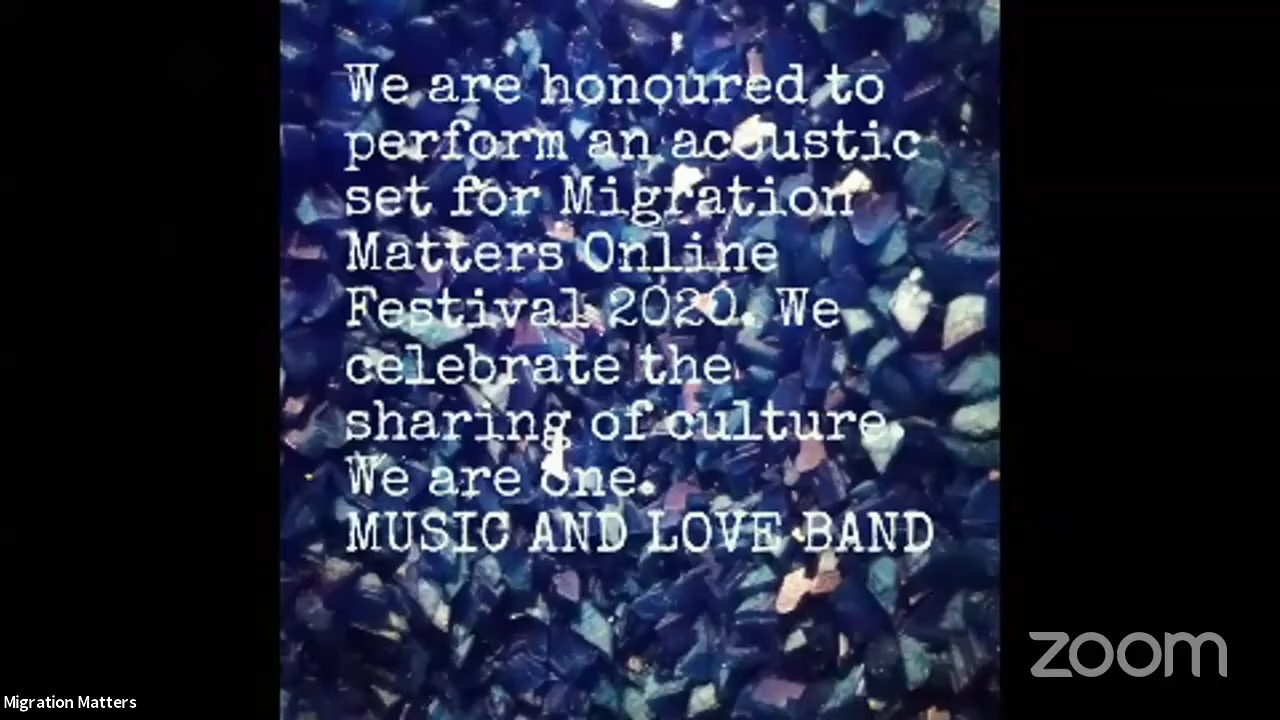 We are honoured to
perform an acoustic
set for Migration
Matters Online
Festival 2020. We
celebrate the
sharing of culture.
We are one.
MUSIC AND LOVE BAND
zoom
Migration Matters